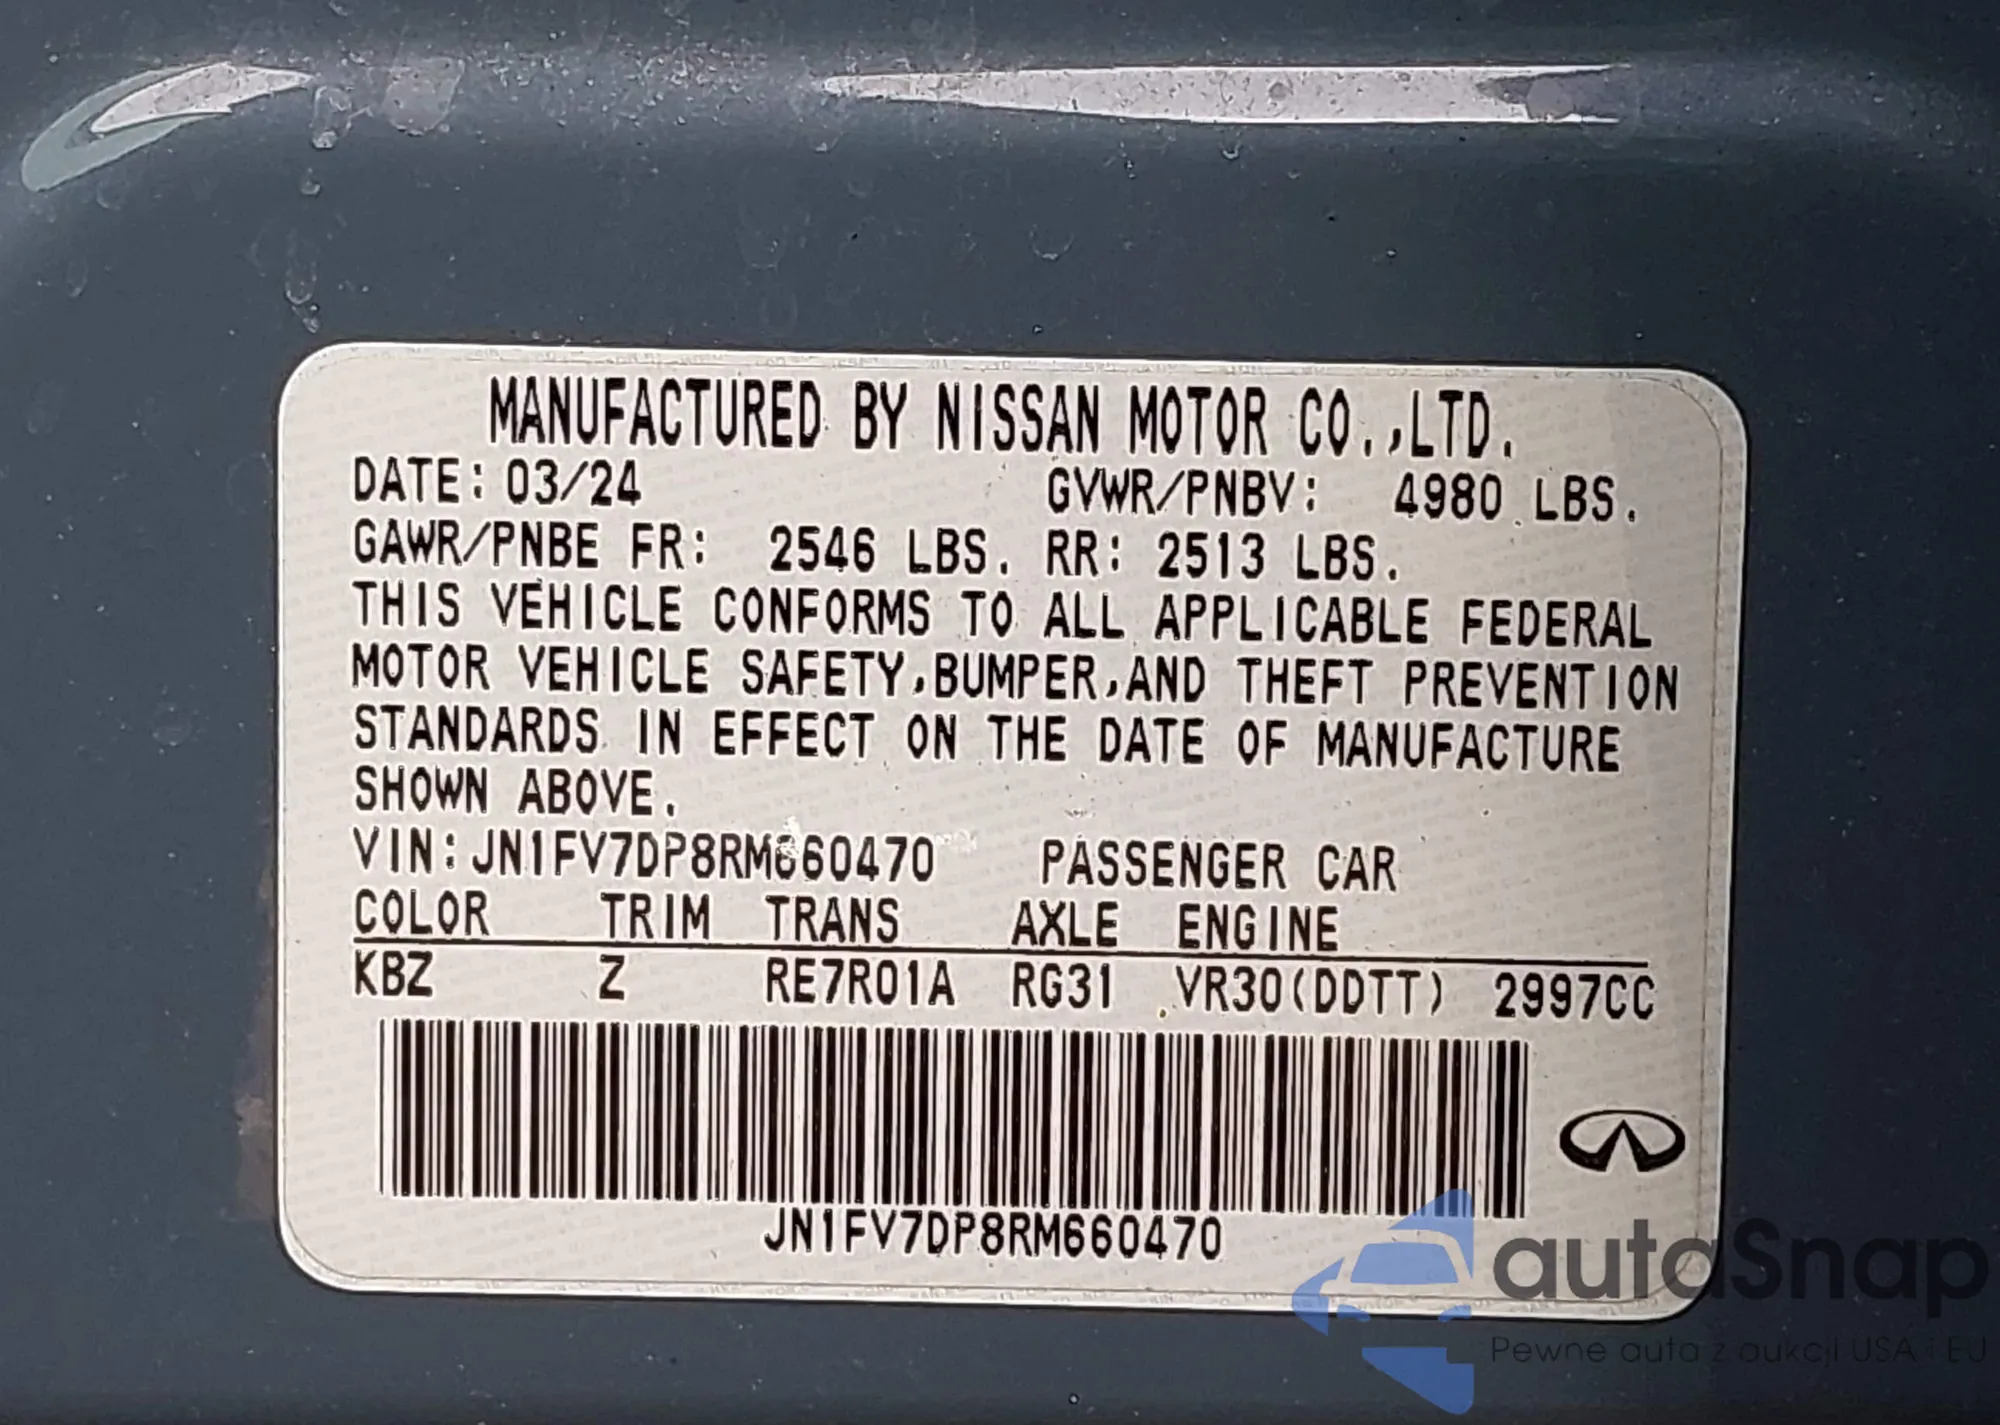 MANUFACTURED BY NISSAN MOTOR CO.,LTD.
DATE: 03/24 GVWR/PNBV: 4980 LBS.
GAWR/PNBE FR: 2546 LBS. RR: 2513 LBS.
THIS VEHICLE CONFORMS TO ALL APPLICABLE FEDERAL
MOTOR VEHICLE SAFETY,BUMPER,AND THEFT PREVENTION
STANDARDS IN EFFECT ON THE DATE OF MANUFACTURE
SHOWN ABOVE.
VIN:JN1FV7DP8RM660470 PASSENGER CAR
COLOR TRIM TRANS AXLE ENGINE
KBZ Z RE7R01A RG31 VR30(DDTT) 2997CC
JN1FV7DP8RM660470
autaSnap
Pewne auta z aukcji USA i EU